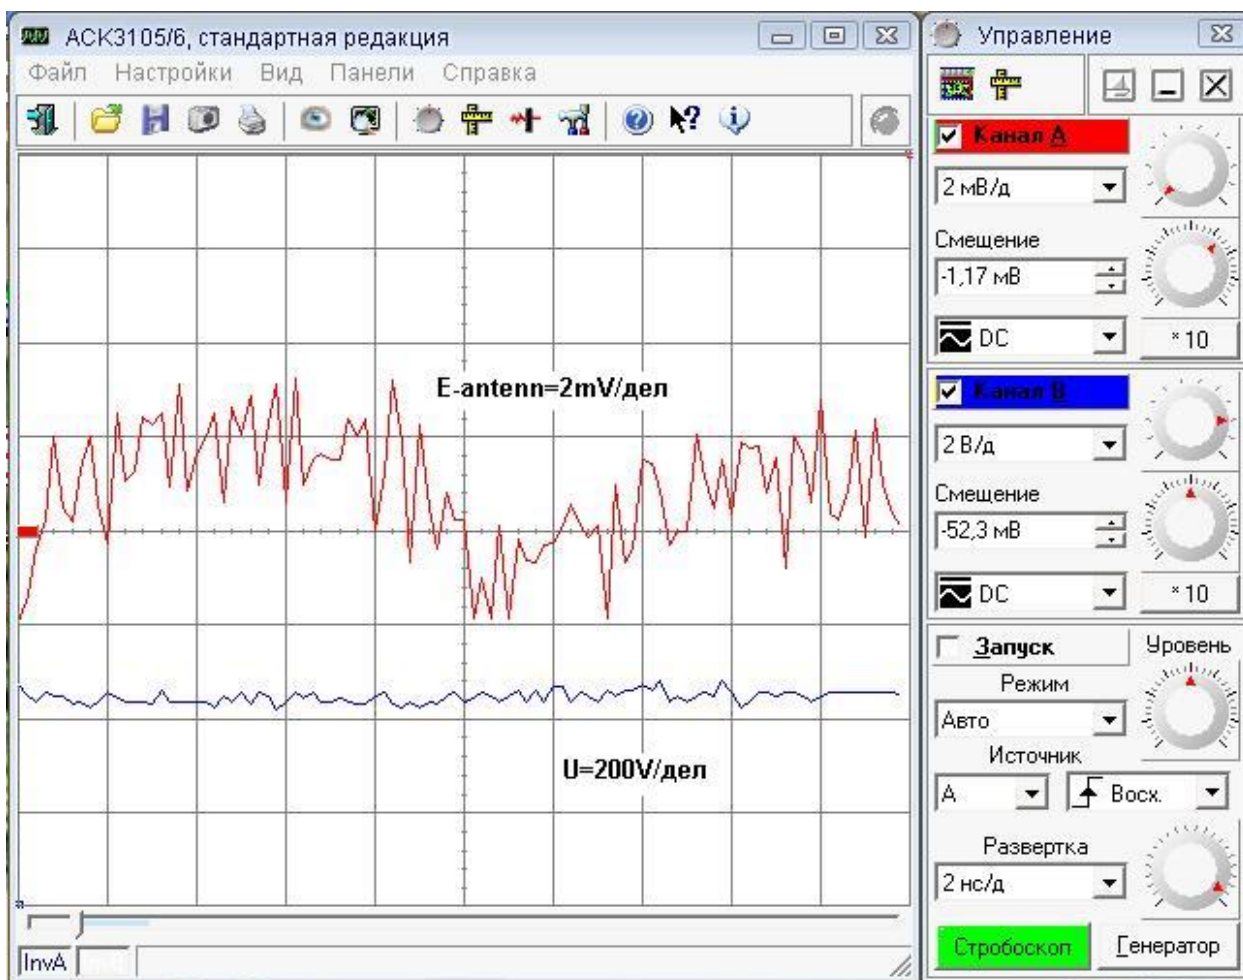 АСК3105/6, стандартная редакция
Файл Настройки Вид Панели Справка
E-antenn=2mV/дел
U=200V/дел
InvA
Управление
Канал A
2 мВ/д
Смещение
-1,17 мВ
DC
* 10
Канал B
2 В/д
Смещение
-52,3 мВ
DC
* 10
Запуск
Уровень
Режим
Авто
Источник
А
Восх.
Развертка
2 нс/д
Стробоскоп
Генератор